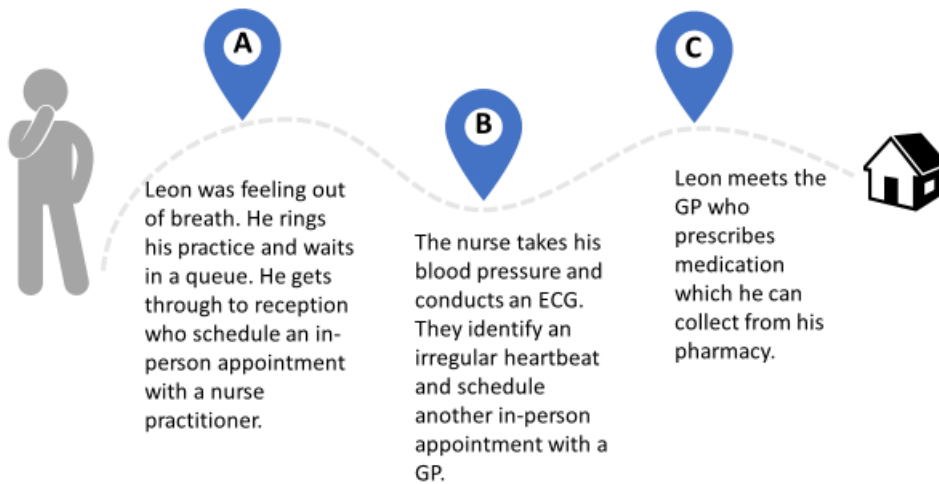 A
Leon was feeling out
of breath. He rings
his practice and waits
in a queue. He gets
through to reception
who schedule an in-
person appointment
with a nurse
practitioner.
B
The nurse takes his
blood pressure and
conducts an ECG.
They identify an
irregular heartbeat
and schedule
another in-person
appointment with a
GP.
C
Leon meets the
GP who
prescribes
medication
which he can
collect from his
pharmacy.